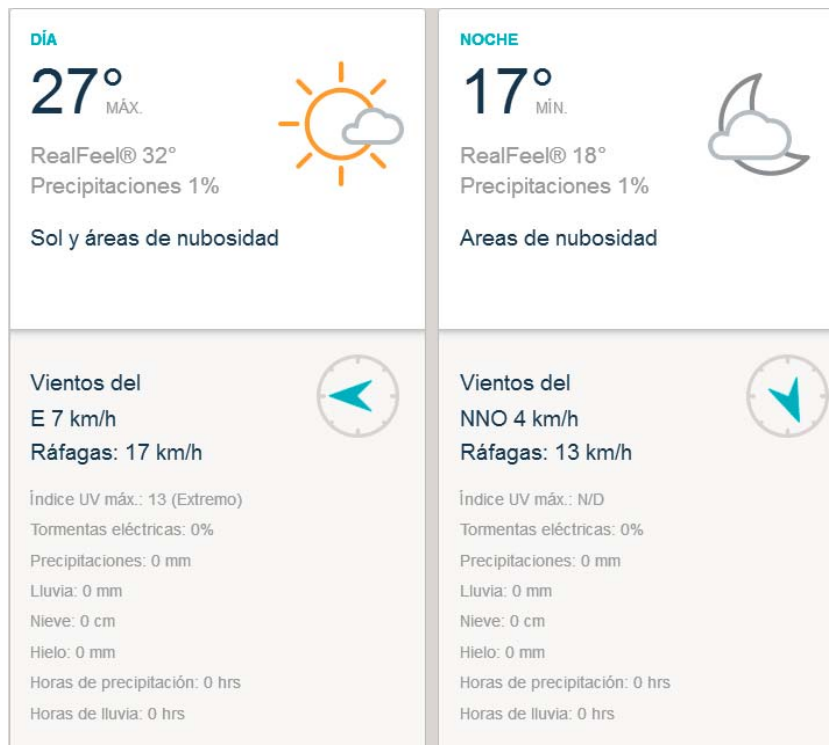 DÍA
27°
MÁX.
RealFeel® 32°
Precipitaciones 1%
Sol y áreas de nubosidad
Vientos del
E 7 km/h
Ráfagas: 17 km/h
Índice UV máx.: 13 (Extremo)
Tormentas eléctricas: 0%
Precipitaciones: 0 mm
Lluvia: 0 mm
Nieve: 0 cm
Hielo: 0 mm
Horas de precipitación: 0 hrs
Horas de lluvia: 0 hrs
NOCHE
17°
MÍN.
RealFeel® 18°
Precipitaciones 1%
Areas de nubosidad
Vientos del
NNO 4 km/h
Ráfagas: 13 km/h
Índice UV máx.: N/D
Tormentas eléctricas: 0%
Precipitaciones: 0 mm
Lluvia: 0 mm
Nieve: 0 cm
Hielo: 0 mm
Horas de precipitación: 0 hrs
Horas de lluvia: 0 hrs